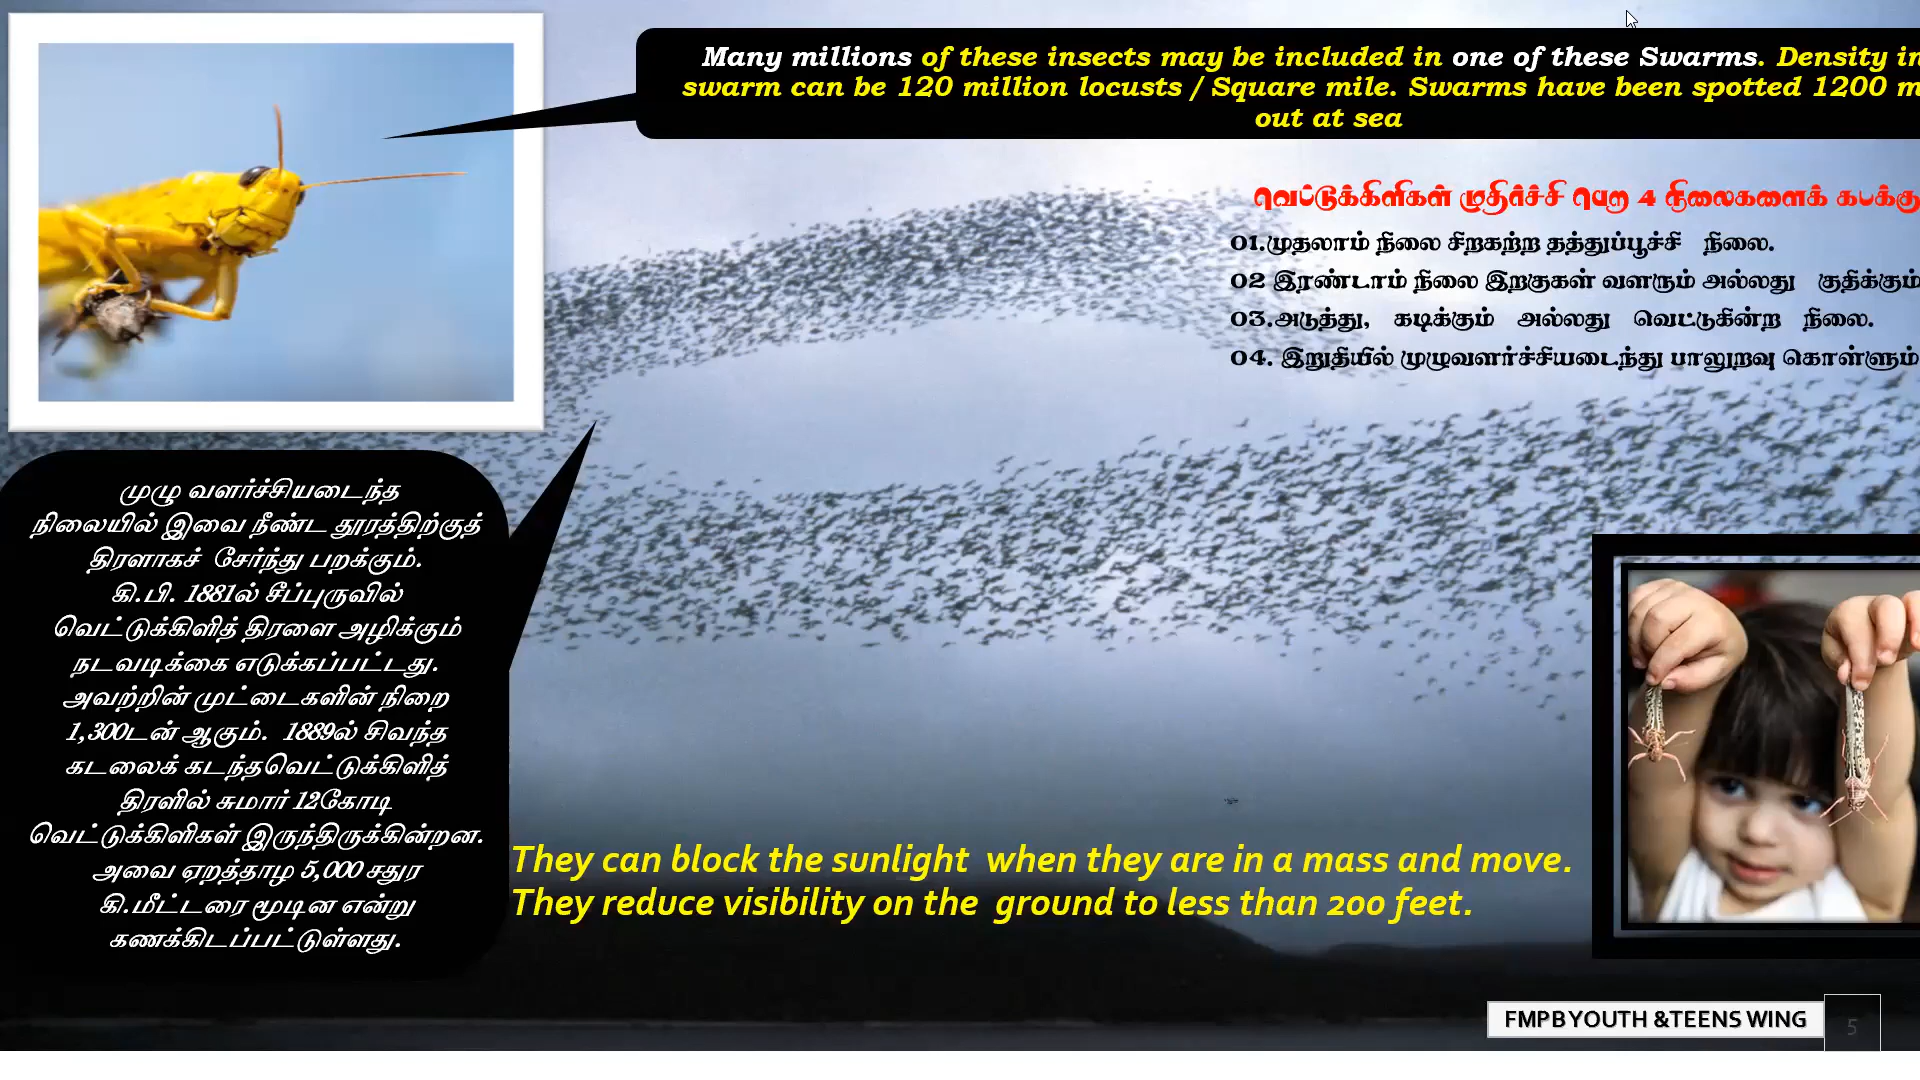 Many millions of these insects may be included in one of these Swarms. Density in
swarm can be 120 million locusts / Square mile. Swarms have been spotted 1200
out at sea
வெட்டுக்கிளிகள் முதிர்ச்சி பெற 4 நிலைகளைக்
01.முதலாம் நிலை சிறகற்ற தத்துப்பூச்சி நிலை.
02 இரண்டாம் நிலை இறகுகள் வளரும் அல்லது குதிக்கும்
03.அடுத்து, கடிக்கும் அல்லது வெட்டுகின்ற நிலை.
04. இறுதியில் முழுவளர்ச்சியடைந்து பாலுறவு கொள்ளும்
முழு வளர்ச்சியடைந்த
நிலையில் இவை நீண்ட தூரத்திற்குத்
திரளாகச் சேர்ந்து பறக்கும்.
கி.பி. 1881ல் சீப்புருவில்
வெட்டுக்கிளித் திரளை அழிக்கும்
நடவடிக்கை எடுக்கப்பட்டது.
அவற்றின் முட்டைகளின் நிறை
1,300டன் ஆகும். 1889ல் சிவந்த
கடலைக் கடந்தவெட்டுக்கிளித்
திரளில் சுமார் 12கோடி
வெட்டுக்கிளிகள் இருந்திருக்கின்றன.
அவை ஏறத்தாழ 5,000 சதுர
கி.மீட்டரை மூடின என்று
கணக்கிடப்பட்டுள்ளது.
They can block the sunlight when they are in a mass and move.
They reduce visibility on the ground to less than 200 feet.
FMPB YOUTH &TEENS WING
5